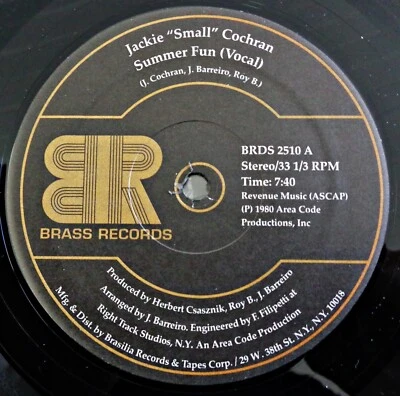 Jackie "Small" Cochran
Summer Fun (Vocal)
(J. Cochran, J. Barreiro, Roy B.)
BR
BRASS RECORDS
BRDS 2510 A
Stereo/33 1/3 RPM
Time: 7:40
Revenue Music (ASCAP)
(P) 1980 Area Code
Productions, Inc
Produced by Herbert Csasznik, Roy B., J. Barreiro
Arranged by J. Barreiro. Engineered by F. Filipetti at
Right Track Studios, N.Y. An Area Code Production
Mfg. & Dist. by Brasilia Records & Tapes Corp. / 29 W. 38th St. N.Y., N.Y. 10018